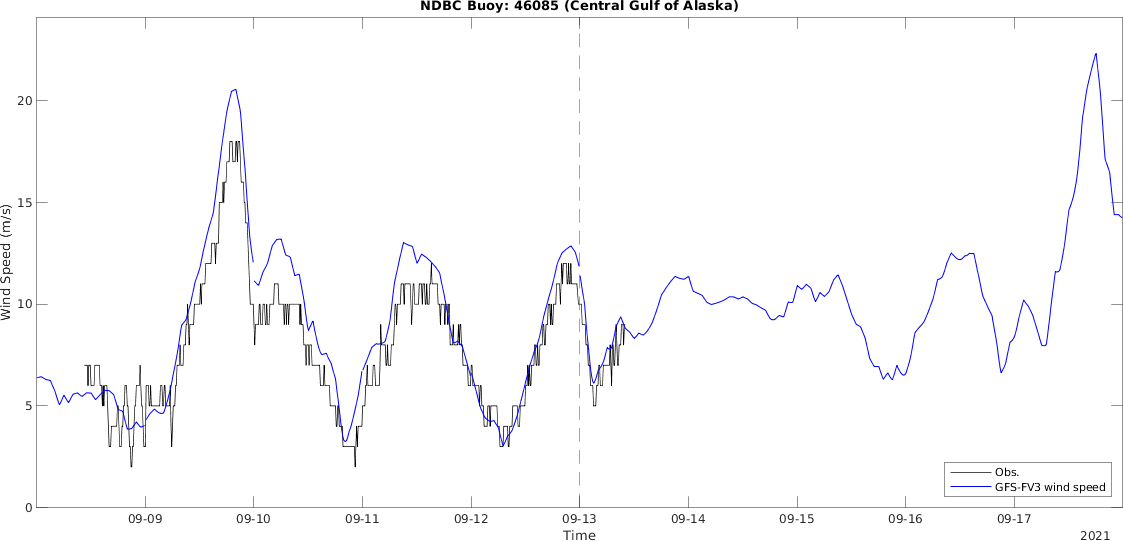 NDBC Buoy: 46085 (Central Gulf of Alaska)
Wind Speed (m/s)
20
15
10
5
0
09-09 09-10 09-11 09-12 09-13 09-14 09-15 09-16 09-17
Time
2021
Obs.
GFS-FV3 wind speed